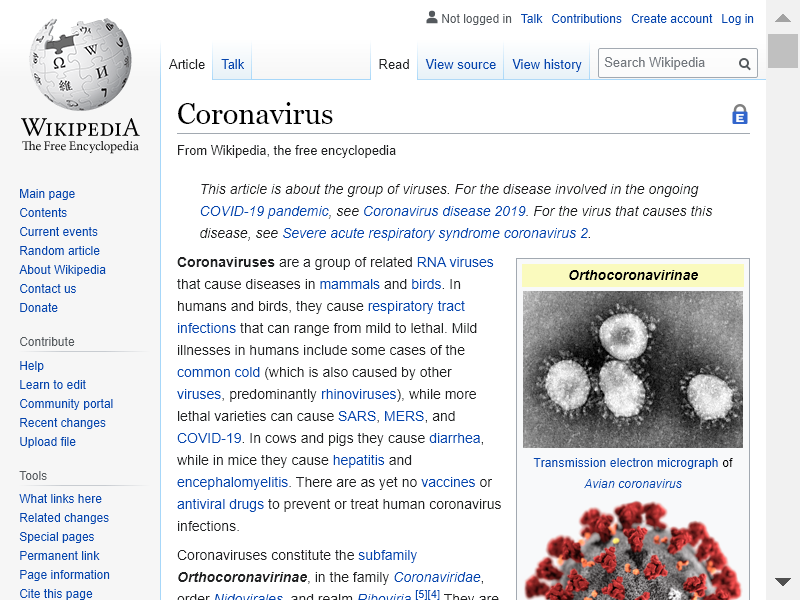 Not logged in Talk Contributions Create account Log in
Article Talk Read View source View history Search Wikipedia
Ω W И 維 7
WIKIPEDIA
The Free Encyclopedia
Main page
Contents
Current events
Random article
About Wikipedia
Contact us
Donate
Contribute
Help
Learn to edit
Community portal
Recent changes
Upload file
Tools
What links here
Related changes
Special pages
Permanent link
Page information
Cite this page
Coronavirus
E
From Wikipedia, the free encyclopedia
This article is about the group of viruses. For the disease involved in the ongoing
COVID-19 pandemic, see Coronavirus disease 2019. For the virus that causes this
disease, see Severe acute respiratory syndrome coronavirus 2.
Coronaviruses are a group of related RNA viruses
that cause diseases in mammals and birds. In
humans and birds, they cause respiratory tract
infections that can range from mild to lethal. Mild
illnesses in humans include some cases of the
common cold (which is also caused by other
viruses, predominantly rhinoviruses), while more
lethal varieties can cause SARS, MERS, and
COVID-19. In cows and pigs they cause diarrhea,
while in mice they cause hepatitis and
encephalomyelitis. There are as yet no vaccines or
antiviral drugs to prevent or treat human coronavirus
infections.
Coronaviruses constitute the subfamily
Orthocoronavirinae, in the family Coronaviridae,
order Nidovirales, and realm Riboviria.[5][4] They are
Orthocoronavirinae
Transmission electron micrograph of
Avian coronavirus